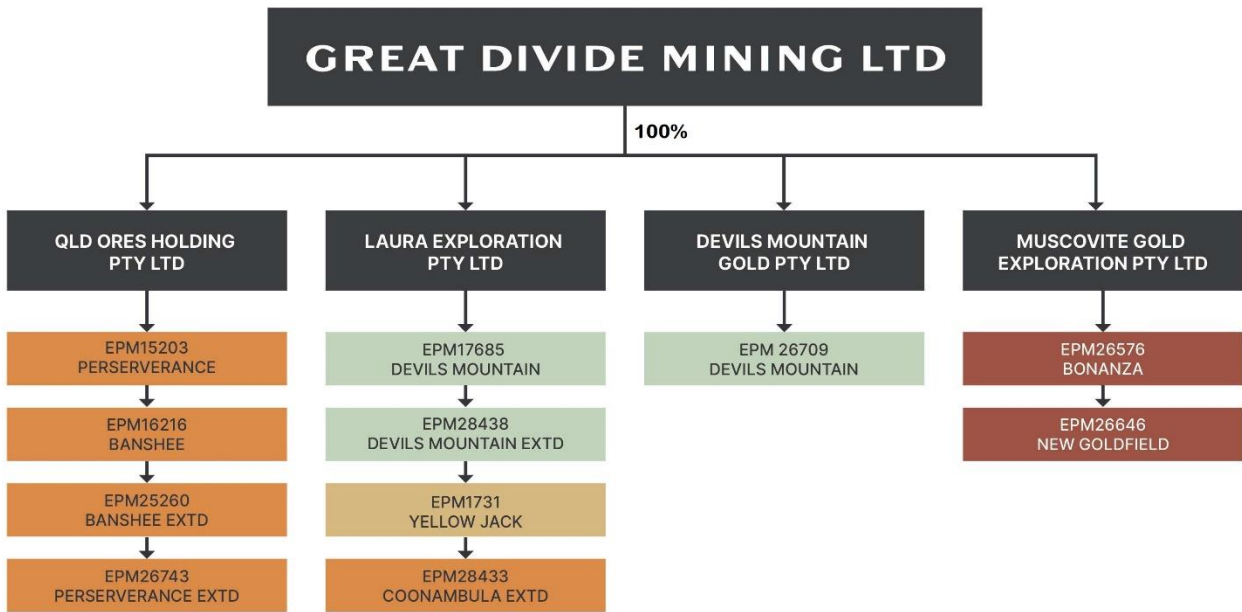 GREAT DIVIDE MINING LTD
100%
QLD ORES HOLDING
PTY LTD
LAURA EXPLORATION
PTY LTD
DEVILS MOUNTAIN
GOLD PTY LTD
MUSCOVITE GOLD
EXPLORATION PTY LTD
EPM15203
PERSERVERANCE
EPM16216
BANSHEE
EPM25260
BANSHEE EXTD
EPM26743
PERSERVERANCE EXTD
EPM17685
DEVILS MOUNTAIN
EPM28438
DEVILS MOUNTAIN EXTD
EPM1731
YELLOW JACK
EPM28433
COONAMBULA EXTD
EPM 26709
DEVILS MOUNTAIN
EPM26576
BONANZA
EPM26646
NEW GOLDFIELD